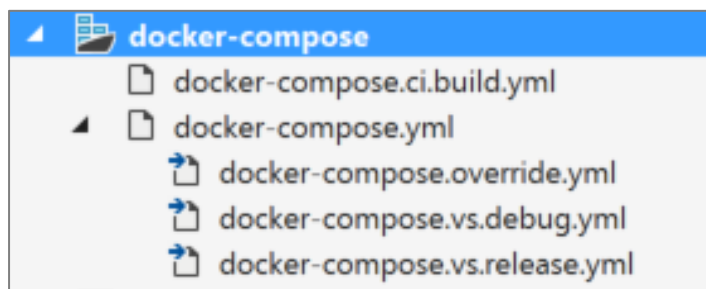 docker-compose
docker-compose.ci.build.yml
docker-compose.yml
docker-compose.override.yml
docker-compose.vs.debug.yml
docker-compose.vs.release.yml